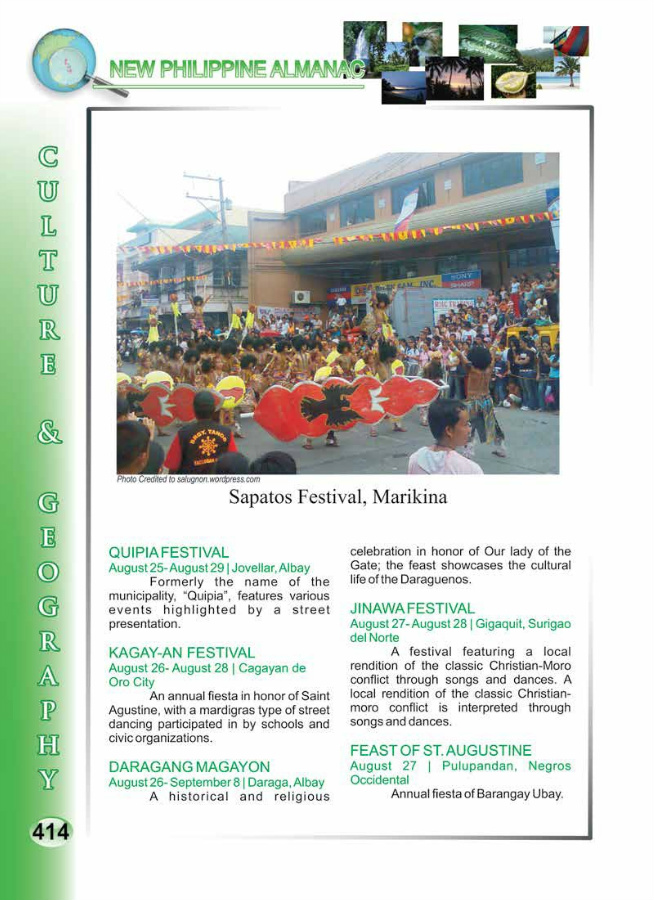 NEW PHILIPPINE ALMANAC
CULTURE & GEOGRAPHY
SONY
SHARP
Photo Credited to salugnon.wordpress.com
Sapatos Festival, Marikina
QUIPIA FESTIVAL
August 25- August 29 | Jovellar, Albay
Formerly the name of the
municipality, “Quipia”, features various
events highlighted by a street
presentation.
KAGAY-AN FESTIVAL
August 26- August 28 | Cagayan de
Oro City
An annual fiesta in honor of Saint
Agustine, with a mardigras type of street
dancing participated in by schools and
civic organizations.
DARAGANG MAGAYON
August 26- September 8 | Daraga, Albay
A historical and religious
celebration in honor of Our lady of the
Gate; the feast showcases the cultural
life of the Daraguenos.
JINAWA FESTIVAL
August 27- August 28 | Gigaquit, Surigao
del Norte
A festival featuring a local
rendition of the classic Christian-Moro
conflict through songs and dances. A
local rendition of the classic Christian-
moro conflict is interpreted through
songs and dances.
FEAST OF ST. AUGUSTINE
August 27 | Pulupandan, Negros
Occidental
Annual fiesta of Barangay Ubay.
414